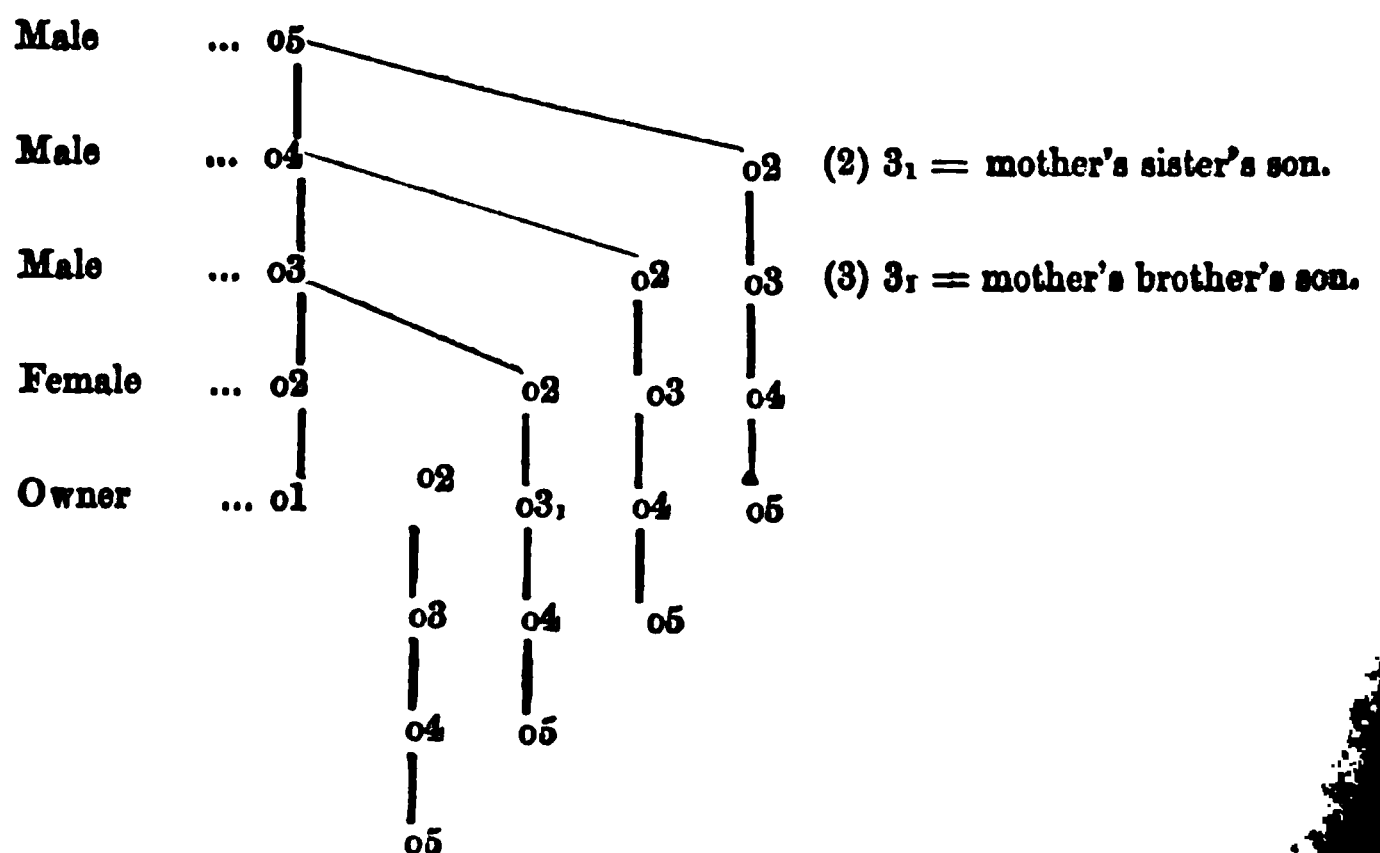 Male ... o5
Male ... o4 o2 (2) 3₁ = mother's sister's son.
Male ... o3 o2 o3 (3) 3ɪ = mother's brother's son.
Female ... o2 o2 o3 o4
o2
Owner ... o1 o3₁ o4 o5
o3 o4 o5
o4 o5
o5